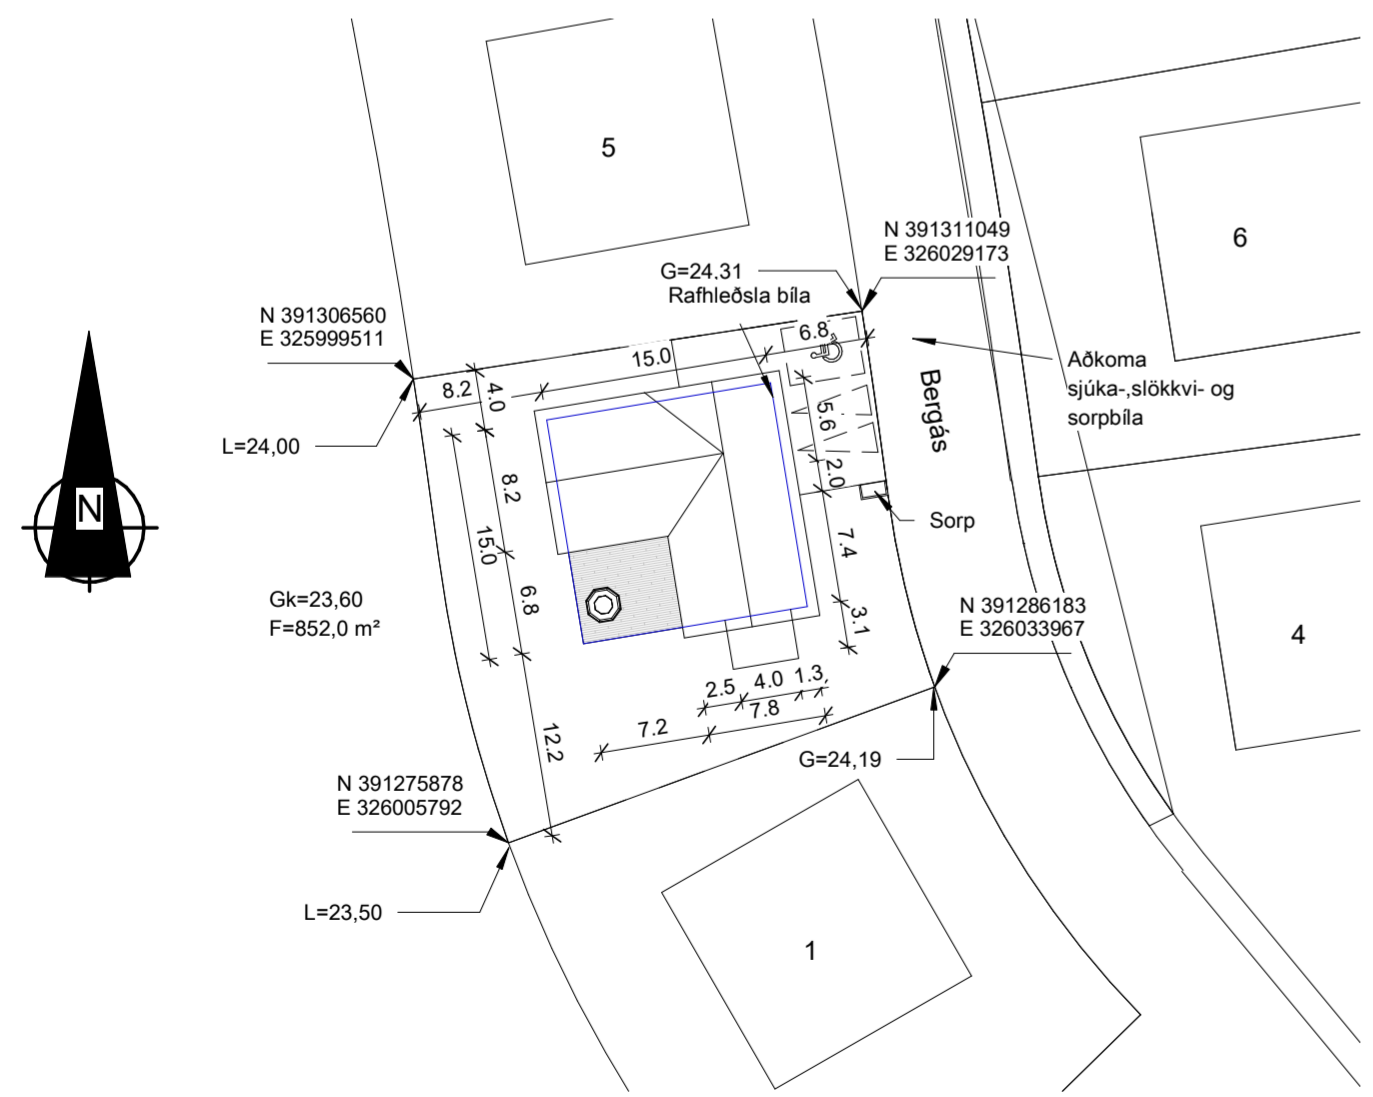 5
N 391311049
E 326029173
6
G=24.31
Rafhleðsla bíla
N 391306560
E 325999511
6.8
15.0
8.2
4.0
Aðkoma
sjúka-,slökkvi- og
sorpbíla
Bergás
5.6
L=24,00
2.0
8.2
N
Sorp
15.0
7.4
Gk=23,60
F=852,0 m²
6.8
3.1
N 391286183
E 326033967
4
2.5
4.0
1.3
7.8
7.2
12.2
G=24,19
N 391275878
E 326005792
L=23,50
1